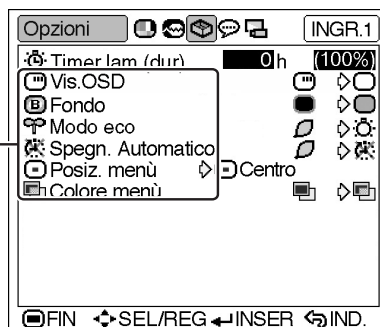 Opzioni INGR.1
Timer lam (dur) 0 h (100%)
Vis.OSD
B Fondo
Modo eco
Spegn. Automatico
Posiz. menù Centro
Colore menù
FIN SEL/REG INSER IND.